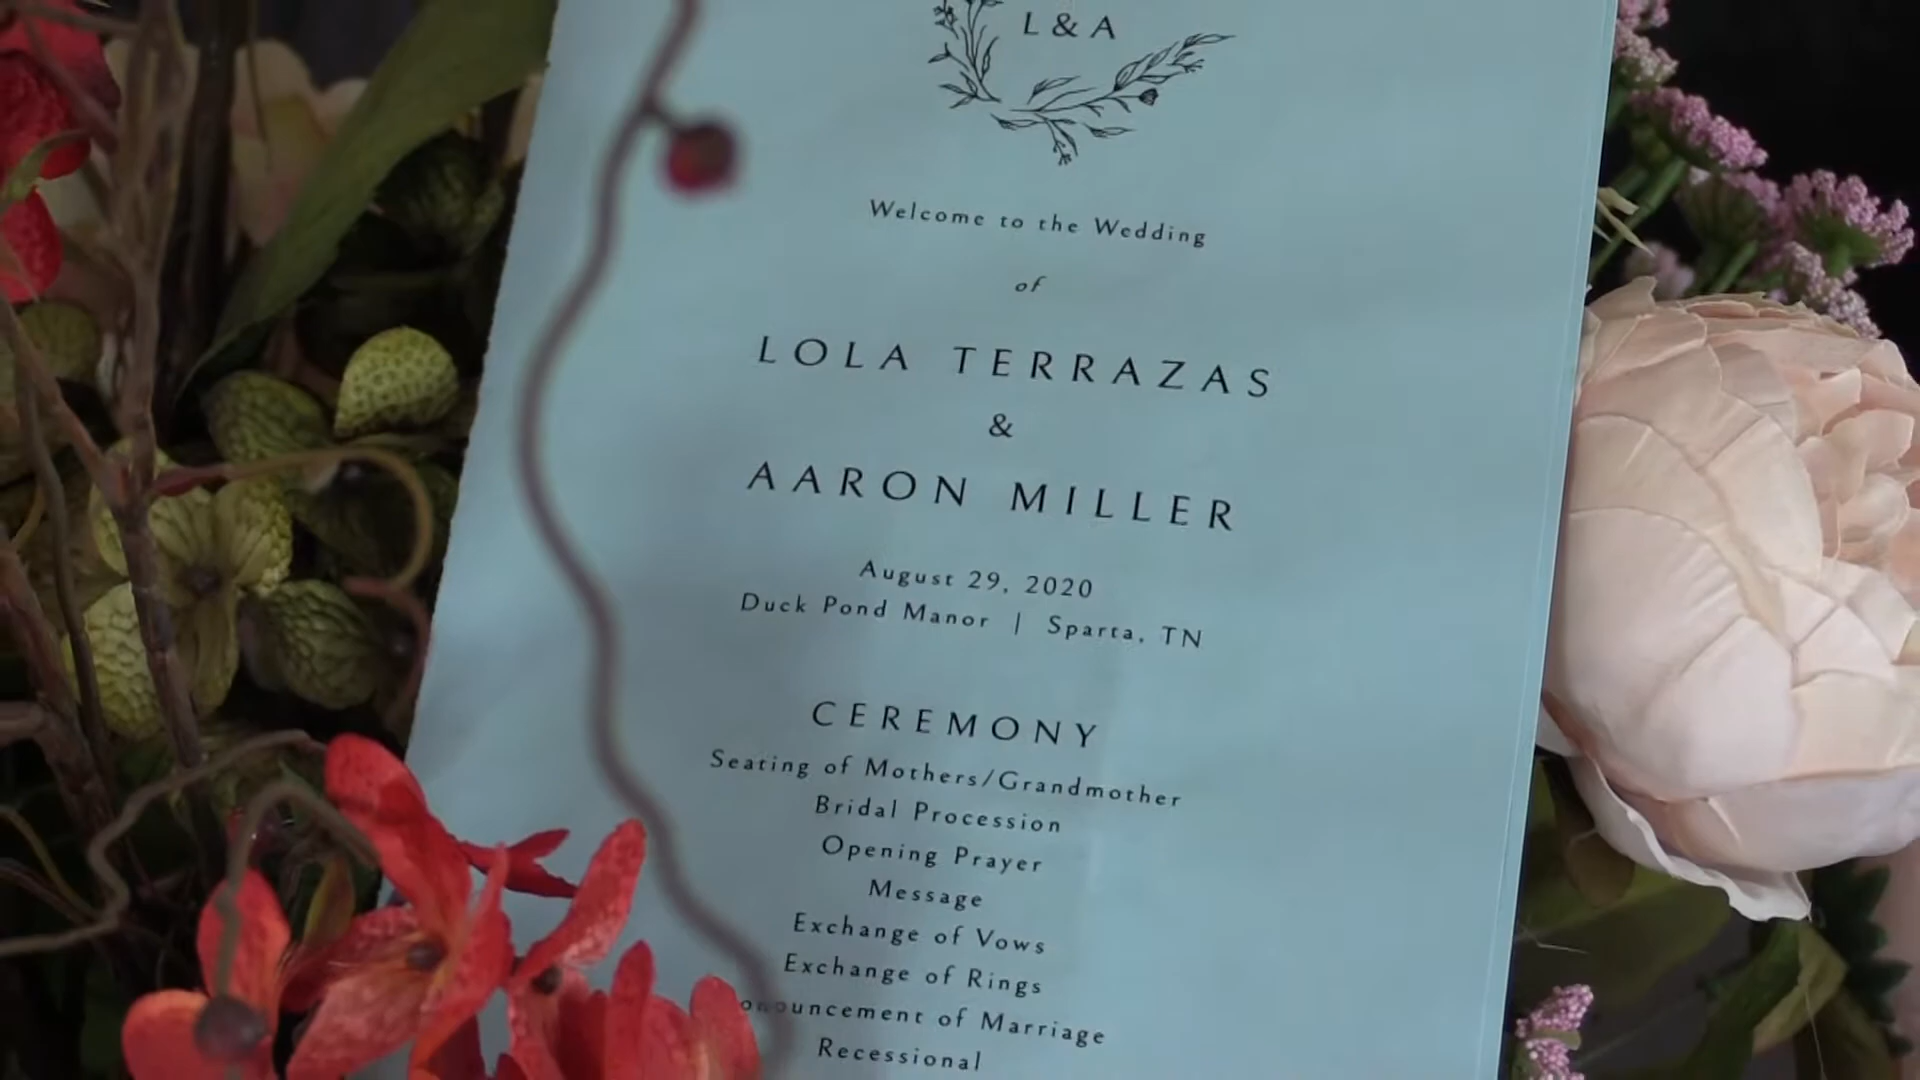 L & A
Welcome to the Wedding
of
LOLA TERRAZAS
&
AARON MILLER
August 29, 2020
Duck Pond Manor | Sparta, TN
CEREMONY
Seating of Mothers/Grandmother
Bridal Procession
Opening Prayer
Message
Exchange of Vows
Exchange of Rings
of Marriage
Recessional